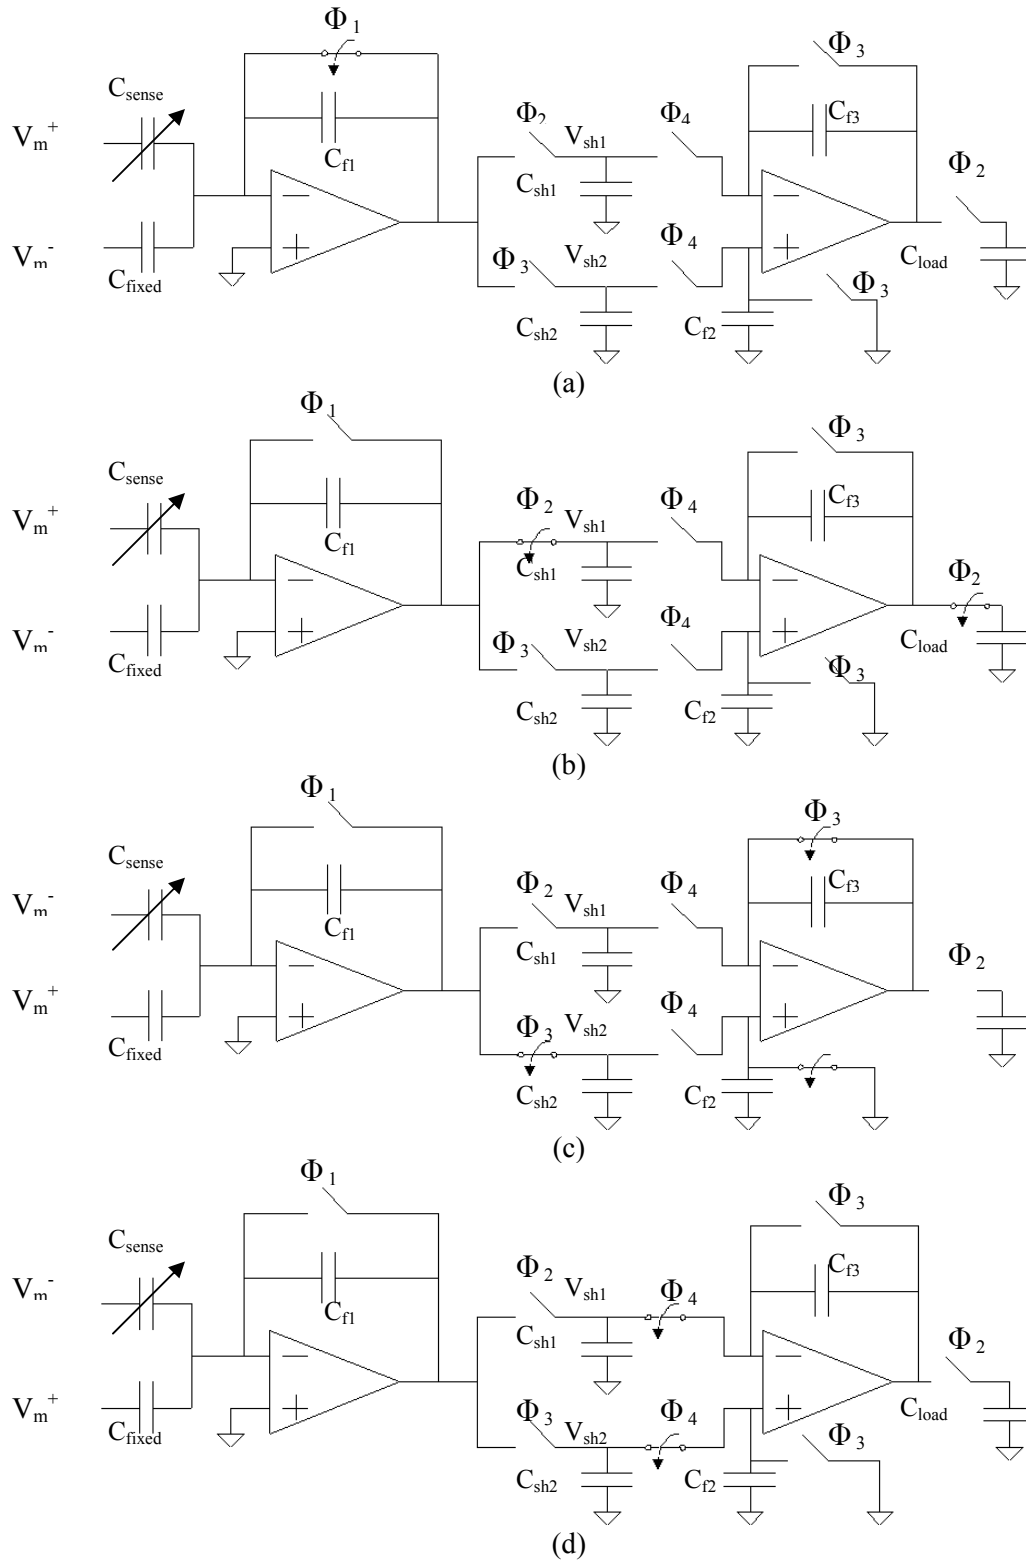 Φ1 Φ3
Csense Cf3
Vm+ Φ2 Vsh1 Φ4
Cf1 Csh1 Φ2
Vm- Φ3 Vsh2 Φ4 Cload
Cfixed Φ3
Csh2 Cf2
(a)
Φ1 Φ3
Csense Cf3
Vm+ Φ2 Vsh1 Φ4
Cf1 Csh1 Φ2
Vm- Φ3 Vsh2 Φ4 Cload
Cfixed Φ3
Csh2 Cf2
(b)
Φ1 Φ3
Csense Cf3
Vm- Φ2 Vsh1 Φ4
Cf1 Csh1 Φ2
Vm+ Φ3 Vsh2 Φ4
Cfixed
Csh2 Cf2
(c)
Φ1 Φ3
Csense Cf3
Vm- Φ2 Vsh1 Φ4
Cf1 Csh1 Φ2
Vm+ Φ3 Vsh2 Φ4 Cload
Cfixed Φ3
Csh2 Cf2
(d)